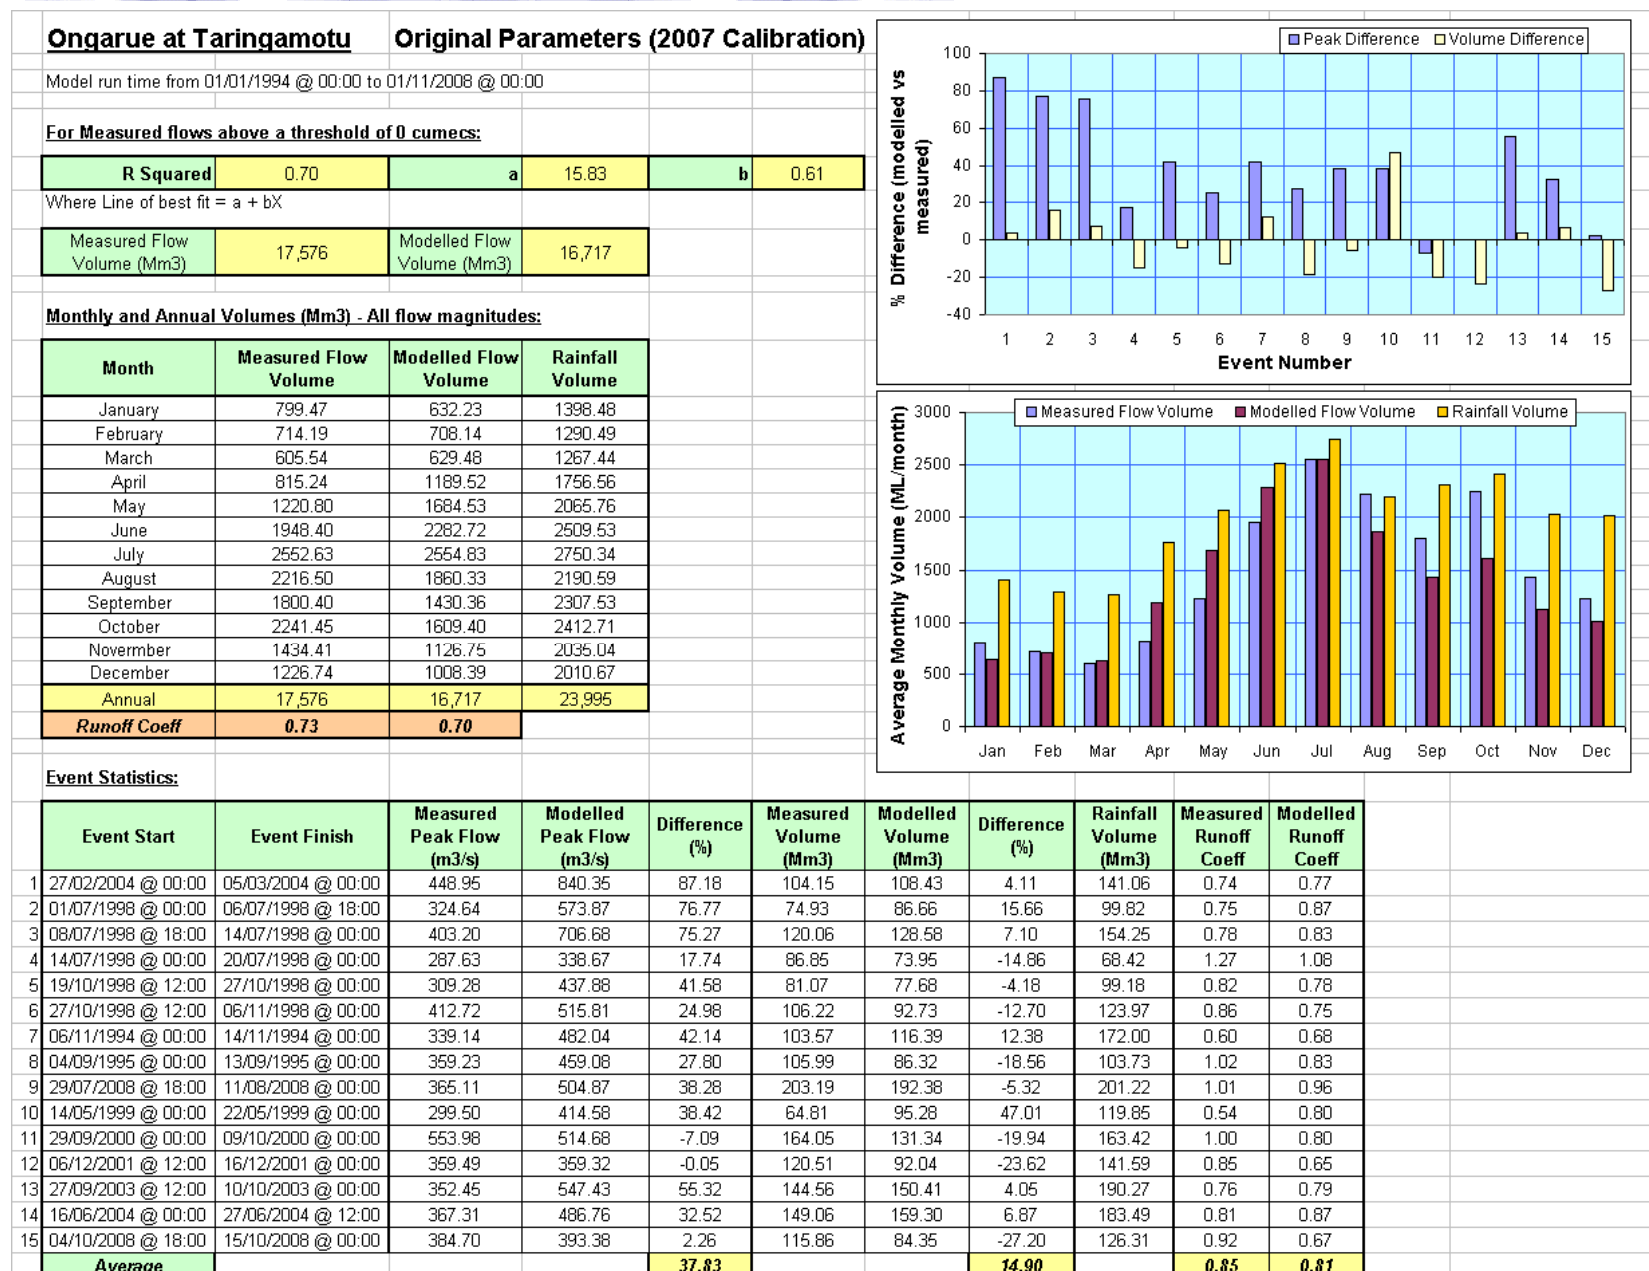 Ongarue at Taringamotu Original Parameters (2007 Calibration)
Model run time from 01/01/1994 @ 00:00 to 01/11/2008 @ 00:00
For Measured flows above a threshold of 0 cumecs:
R Squared 0.70 a 15.83 b 0.61
Where Line of best fit = a + bX
Measured Flow Volume (Mm3) 17,576 Modelled Flow Volume (Mm3) 16,717
Monthly and Annual Volumes (Mm3) - All flow magnitudes:
Month Measured Flow Volume Modelled Flow Volume Rainfall Volume
January 799.47 632.23 1398.48
February 714.19 708.14 1290.49
March 605.54 629.48 1267.44
April 815.24 1189.52 1756.56
May 1220.80 1684.53 2065.76
June 1948.40 2282.72 2509.53
July 2552.63 2554.83 2750.34
August 2216.50 1860.33 2190.59
September 1800.40 1430.36 2307.53
October 2241.45 1609.40 2412.71
Novermber 1434.41 1126.75 2035.04
December 1226.74 1008.39 2010.67
Annual 17,576 16,717 23,995
Runoff Coeff 0.73 0.70
Peak Difference Volume Difference
% Difference (modelled vs measured)
100
80
60
40
20
0
-20
-40
1 2 3 4 5 6 7 8 9 10 11 12 13 14 15
Event Number
Measured Flow Volume Modelled Flow Volume Rainfall Volume
Average Monthly Volume (ML/month)
3000
2500
2000
1500
1000
500
0
Jan Feb Mar Apr May Jun Jul Aug Sep Oct Nov Dec
Event Statistics:
Event Start Event Finish Measured Peak Flow (m3/s) Modelled Peak Flow (m3/s) Difference (%) Measured Volume (Mm3) Modelled Volume (Mm3) Difference (%) Rainfall Volume (Mm3) Measured Runoff Coeff Modelled Runoff Coeff
1 27/02/2004 @ 00:00 05/03/2004 @ 00:00 448.95 840.35 87.18 104.15 108.43 4.11 141.06 0.74 0.77
2 01/07/1998 @ 00:00 06/07/1998 @ 18:00 324.64 573.87 76.77 74.93 86.66 15.66 99.82 0.75 0.87
3 08/07/1998 @ 18:00 14/07/1998 @ 00:00 403.20 706.68 75.27 120.06 128.58 7.10 154.25 0.78 0.83
4 14/07/1998 @ 00:00 20/07/1998 @ 00:00 287.63 338.67 17.74 86.85 73.95 -14.86 68.42 1.27 1.08
5 19/10/1998 @ 12:00 27/10/1998 @ 00:00 309.28 437.88 41.58 81.07 77.68 -4.18 99.18 0.82 0.78
6 27/10/1998 @ 12:00 06/11/1998 @ 00:00 412.72 515.81 24.98 106.22 92.73 -12.70 123.97 0.86 0.75
7 06/11/1994 @ 00:00 14/11/1994 @ 00:00 339.14 482.04 42.14 103.57 116.39 12.38 172.00 0.60 0.68
8 04/09/1995 @ 00:00 13/09/1995 @ 00:00 359.23 459.08 27.80 105.99 86.32 -18.56 103.73 1.02 0.83
9 29/07/2008 @ 18:00 11/08/2008 @ 00:00 365.11 504.87 38.28 203.19 192.38 -5.32 201.22 1.01 0.96
10 14/05/1999 @ 00:00 22/05/1999 @ 00:00 299.50 414.58 38.42 64.81 95.28 47.01 119.85 0.54 0.80
11 29/09/2000 @ 00:00 09/10/2000 @ 00:00 553.98 514.68 -7.09 164.05 131.34 -19.94 163.42 1.00 0.80
12 06/12/2001 @ 12:00 16/12/2001 @ 00:00 359.49 359.32 -0.05 120.51 92.04 -23.62 141.59 0.85 0.65
13 27/09/2003 @ 12:00 10/10/2003 @ 00:00 352.45 547.43 55.32 144.56 150.41 4.05 190.27 0.76 0.79
14 16/06/2004 @ 00:00 27/06/2004 @ 12:00 367.31 486.76 32.52 149.06 159.30 6.87 183.49 0.81 0.87
15 04/10/2008 @ 18:00 15/10/2008 @ 00:00 384.70 393.38 2.26 115.86 84.35 -27.20 126.31 0.92 0.67
Average 37.83 14.90 0.85 0.81